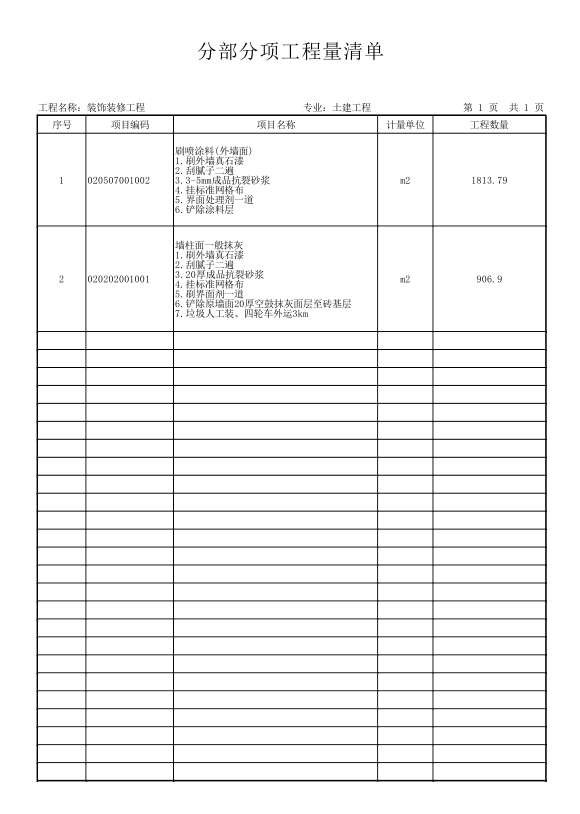 分部分项工程量清单
工程名称：装饰装修工程 专业：土建工程 第 1 页 共 1 页
序号 项目编码 项目名称 计量单位 工程数量
1 020507001002 刷喷涂料(外墙面)
1.刷外墙真石漆
2.刮腻子二遍
3.3-5mm成品抗裂砂浆
4.挂标准网格布
5.界面处理剂一道
6.铲除涂料层
m2 1813.79
2 020202001001 墙柱面一般抹灰
1.刷外墙真石漆
2.刮腻子二遍
3.20厚成品抗裂砂浆
4.挂标准网格布
5.刷界面剂一道
6.铲除原墙面20厚空鼓抹灰面层至砖基层
7.垃圾人工装、四轮车外运3km
m2 906.9